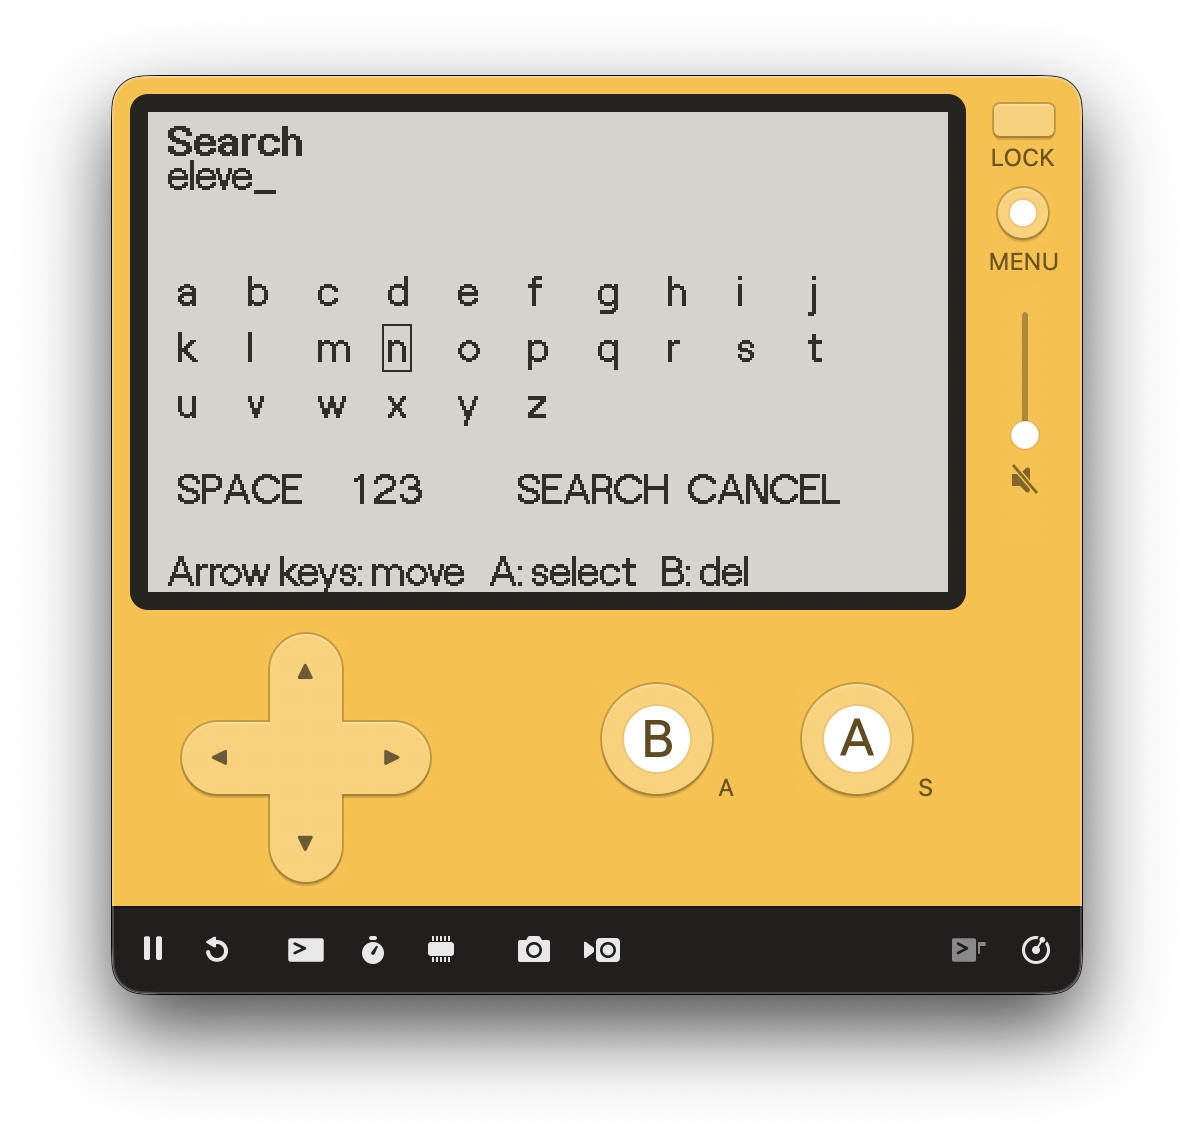 Search
eleve_
a b c d e f g h i j
k l m n o p q r s t
u v w x y z
SPACE 123 SEARCH CANCEL
Arrow keys: move A: select B: del
LOCK
MENU
B A
A S